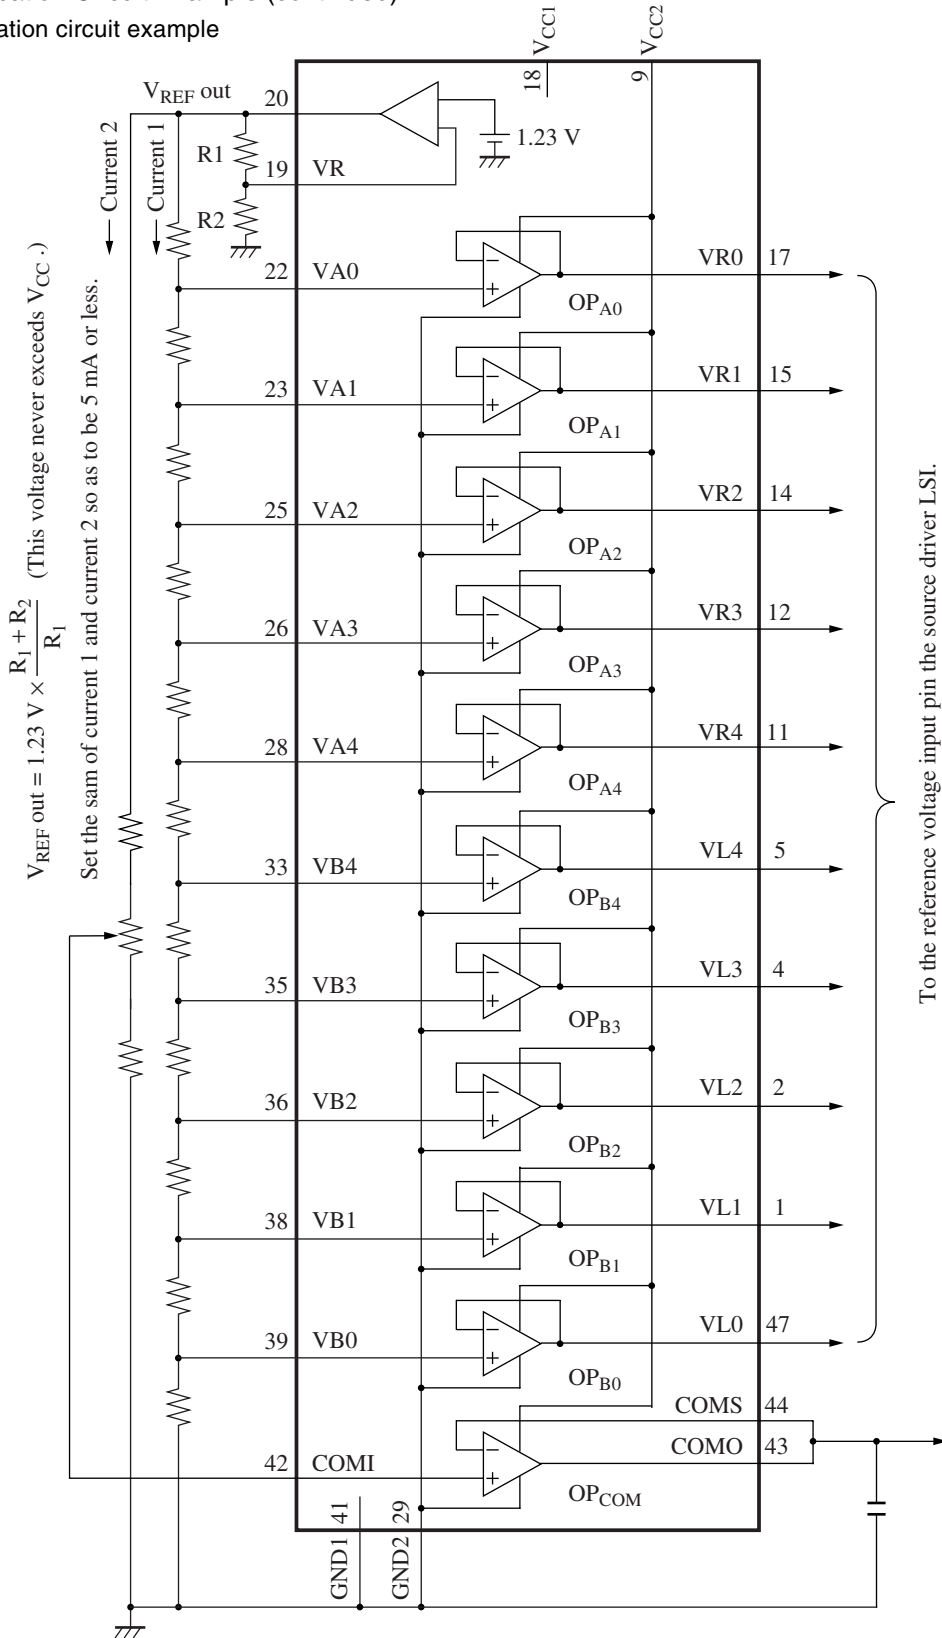 ation circuit example
VCC1
VCC2
18
9
VREF out
20
1.23 V
R1
19 VR
R2
Current 2
Current 1
VREF out = 1.23 V × R1 + R2 / R1 (This voltage never exceeds VCC .)
Set the sam of current 1 and current 2 so as to be 5 mA or less.
22 VA0
OPA0
VR0 17
23 VA1
OPA1
VR1 15
25 VA2
OPA2
VR2 14
26 VA3
OPA3
VR3 12
28 VA4
OPA4
VR4 11
33 VB4
OPB4
VL4 5
35 VB3
OPB3
VL3 4
36 VB2
OPB2
VL2 2
38 VB1
OPB1
VL1 1
39 VB0
OPB0
VL0 47
COMS 44
COMO 43
42 COMI
OPCOM
GND1 41
GND2 29
To the reference voltage input pin the source driver LSI.